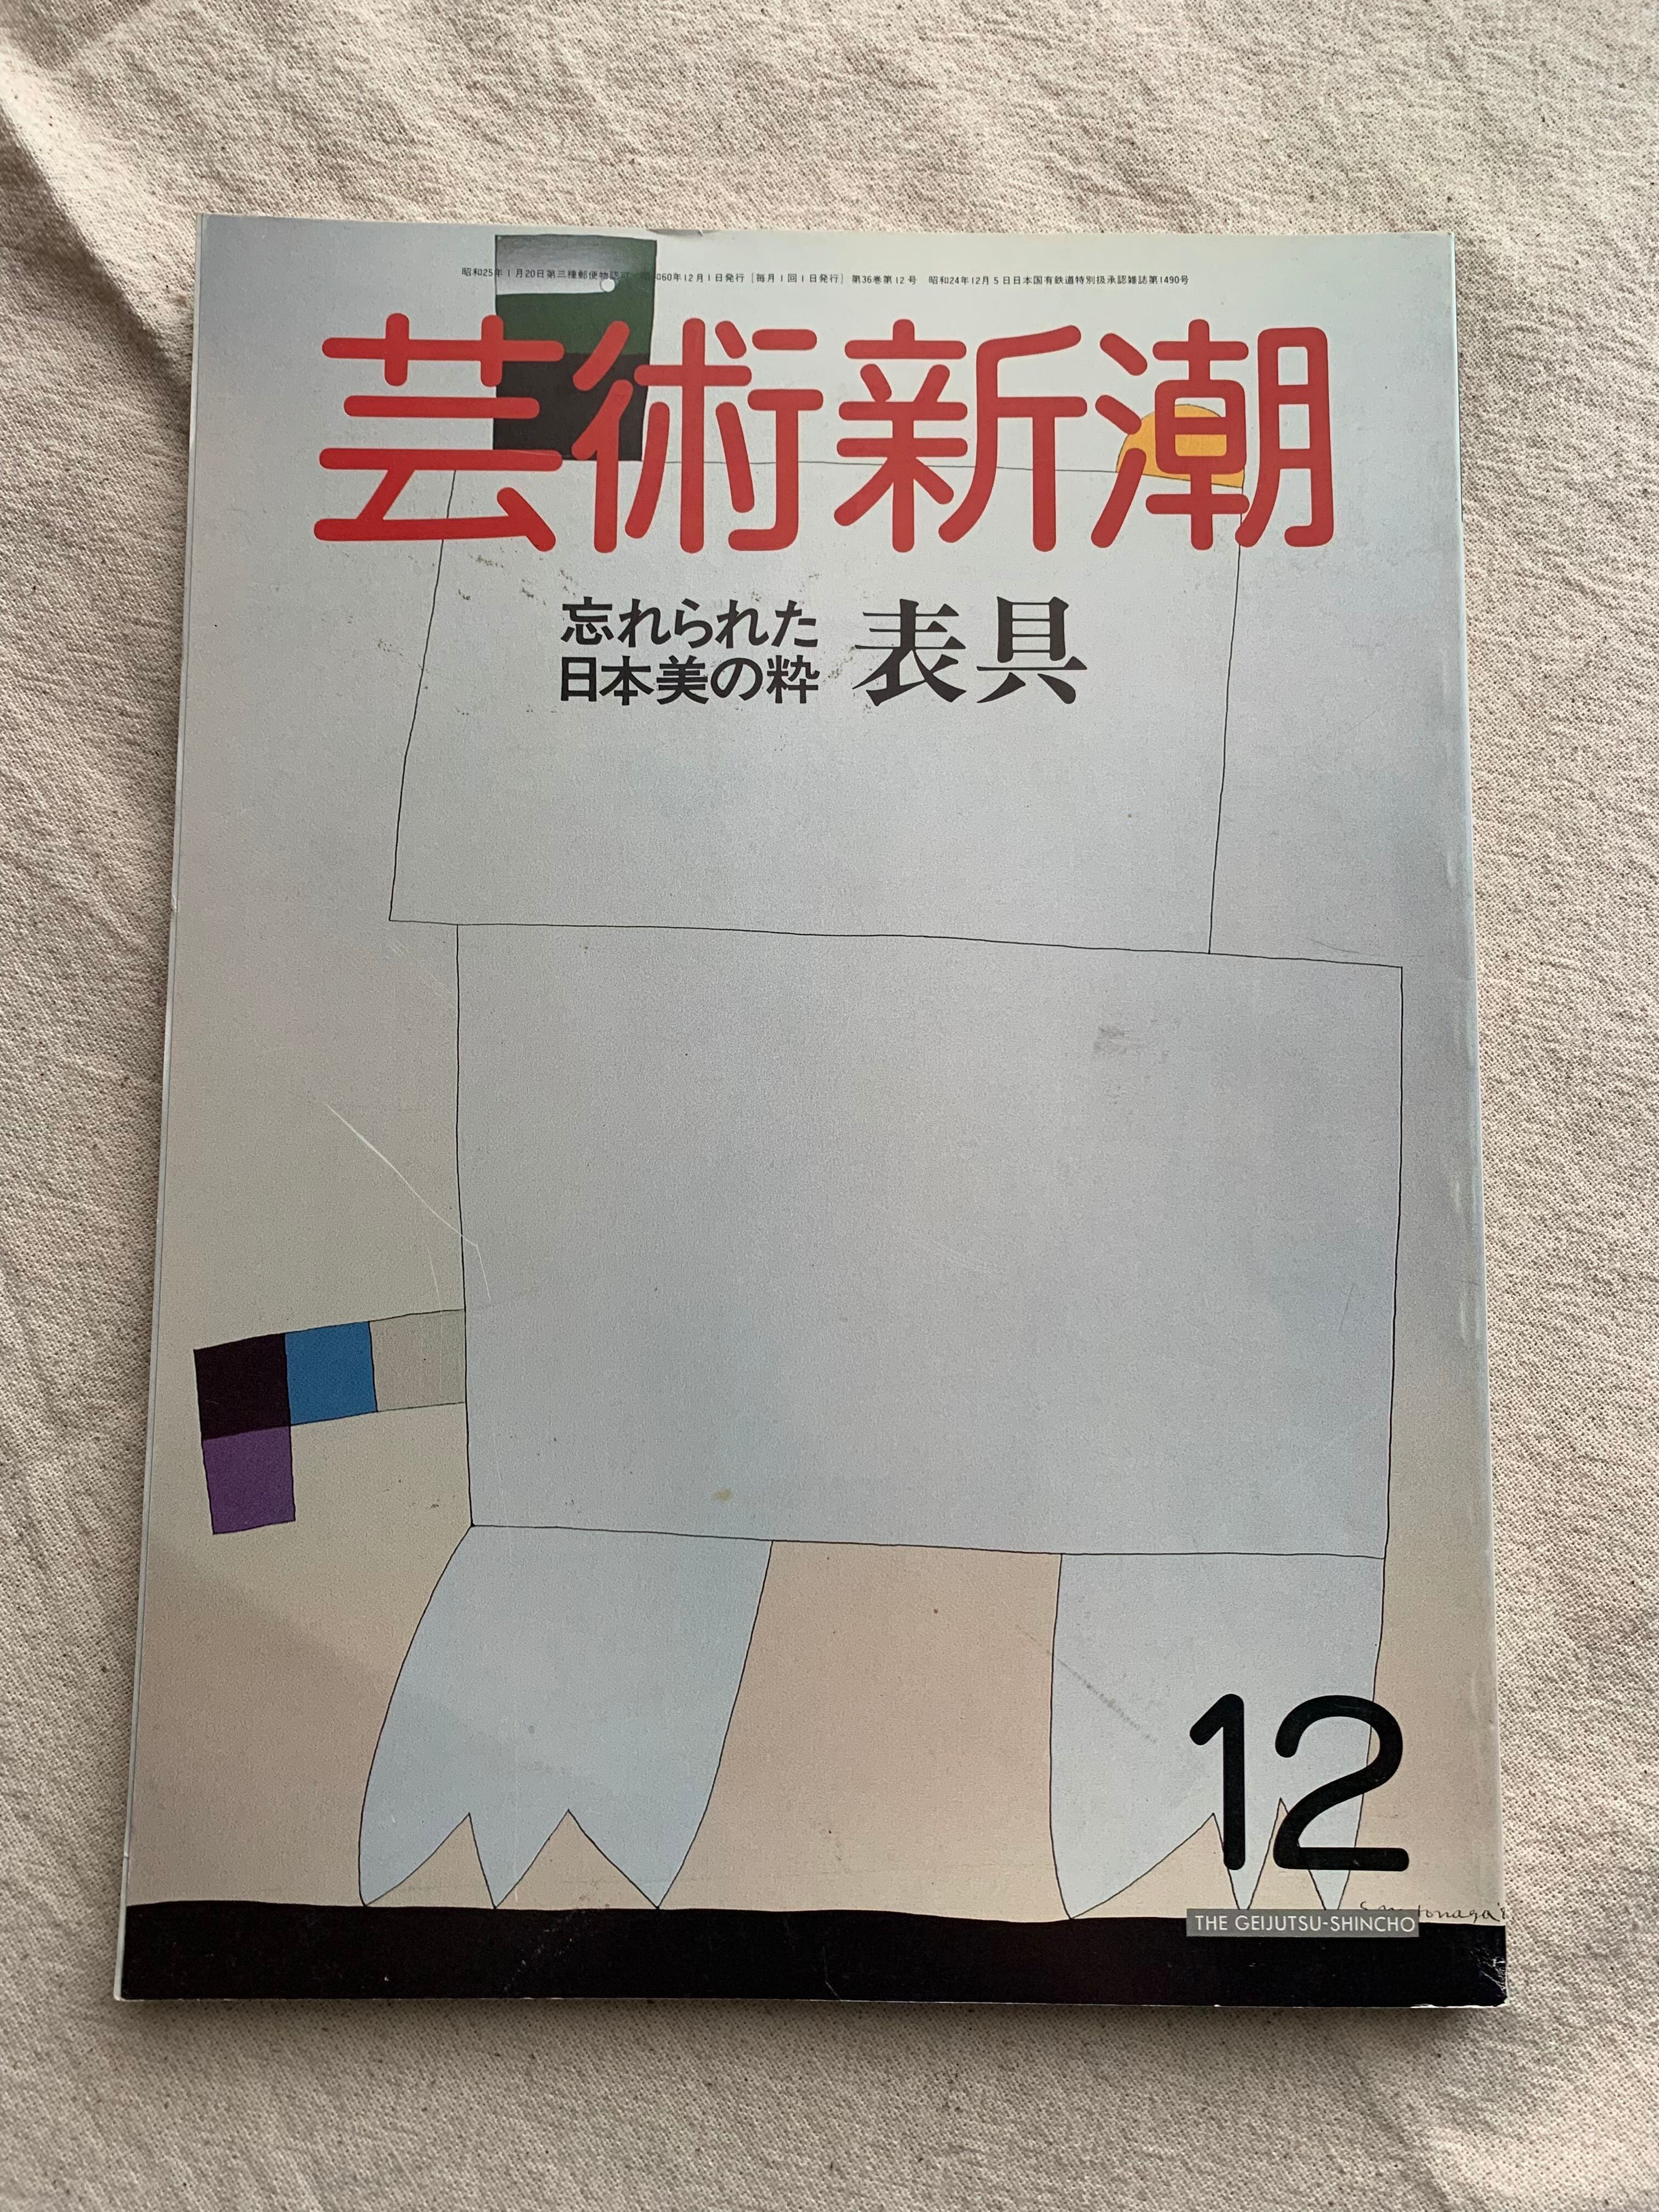 昭和25年1月20日第三種郵便物認可 昭和60年12月1日発行［毎月1回1日発行］ 第36巻第12号 昭和24年12月5日日本国有鉄道特別扱承認雑誌第1490号
芸術新潮
忘れられた
日本美の粋
表具
12
THE GEIJUTSU-SHINCHO